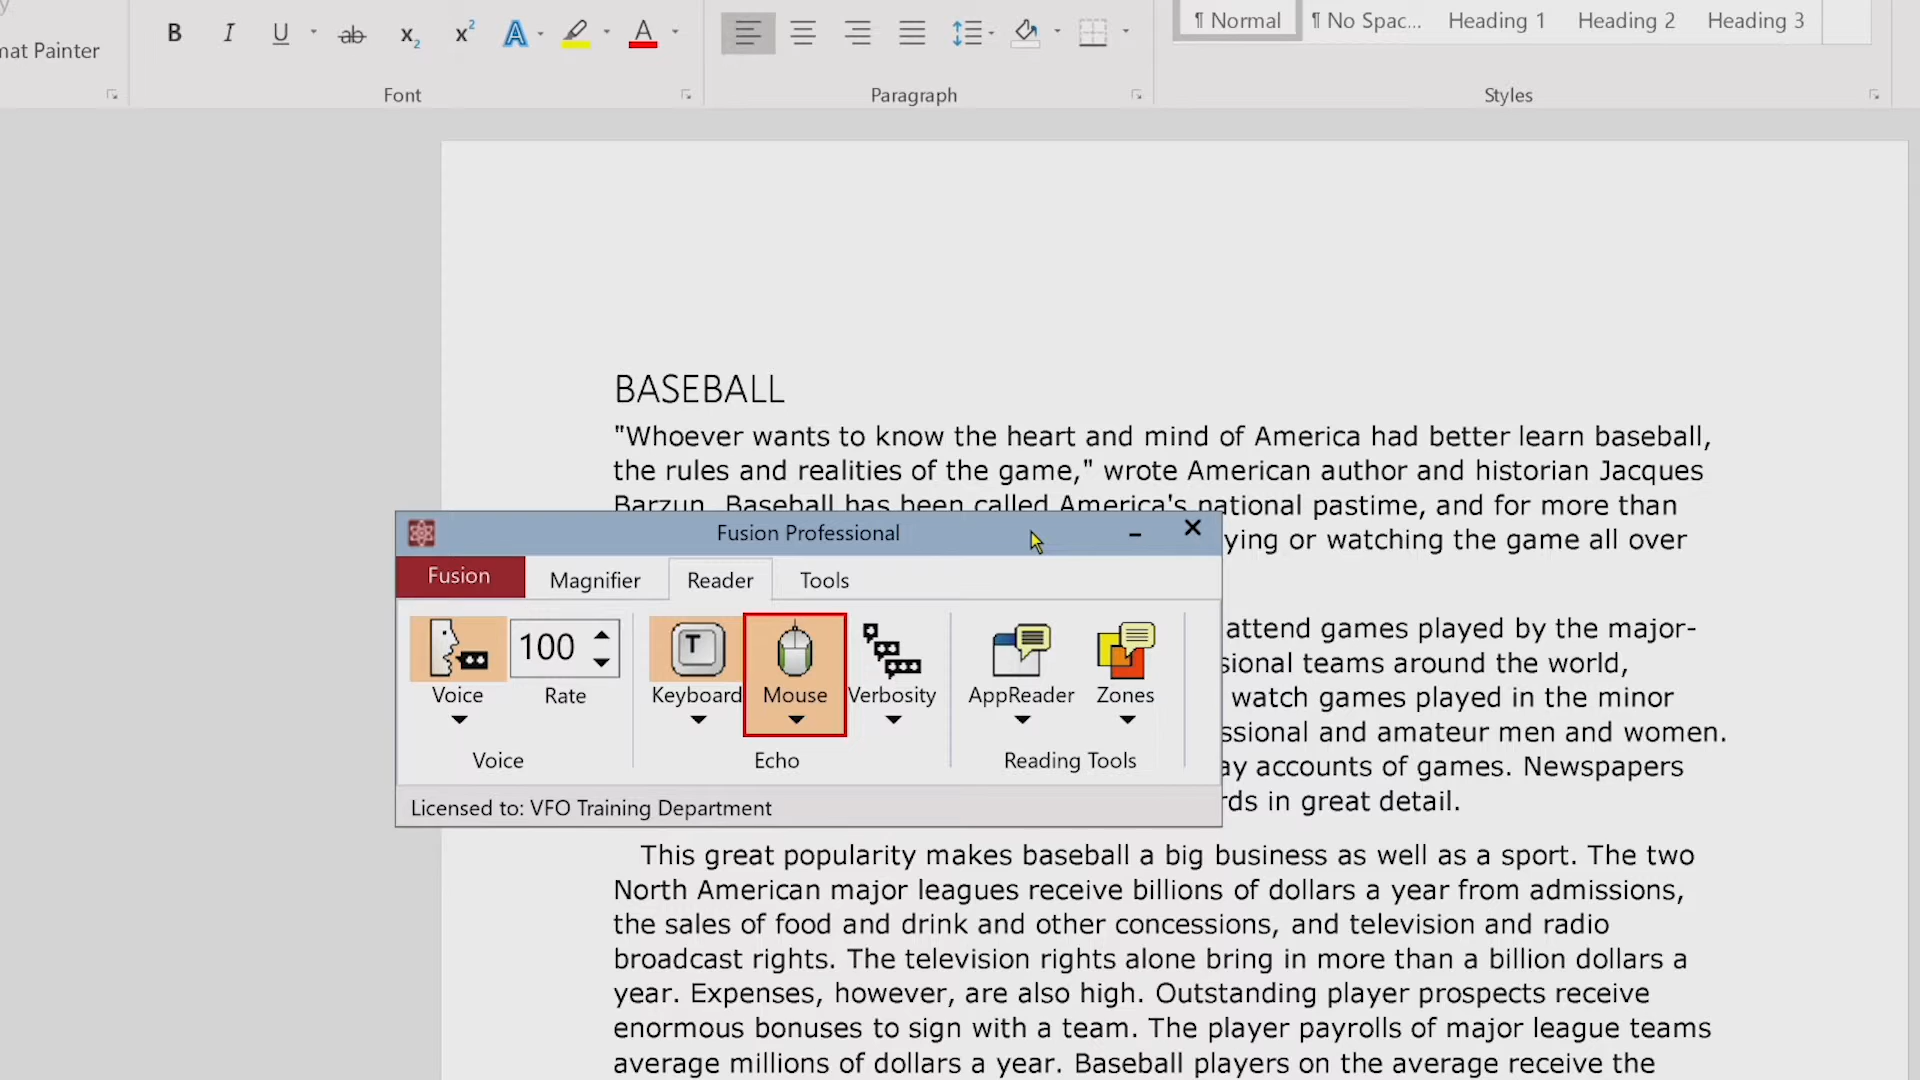 mat Painter
B I U ab x2 x2 A A
¶ Normal ¶ No Spac... Heading 1 Heading 2 Heading 3
Font Paragraph Styles
BASEBALL
"Whoever wants to know the heart and mind of America had better learn baseball,
the rules and realities of the game," wrote American author and historian Jacques
Barzun. Baseball has been called America's national pastime, and for more than
ying or watching the game all over
attend games played by the major-
sional teams around the world,
watch games played in the minor
ssional and amateur men and women.
ay accounts of games. Newspapers
rds in great detail.
Fusion Professional
Fusion Magnifier Reader Tools
100 T
Voice Rate Keyboard Mouse Verbosity AppReader Zones
Voice Echo Reading Tools
Licensed to: VFO Training Department
This great popularity makes baseball a big business as well as a sport. The two
North American major leagues receive billions of dollars a year from admissions,
the sales of food and drink and other concessions, and television and radio
broadcast rights. The television rights alone bring in more than a billion dollars a
year. Expenses, however, are also high. Outstanding player prospects receive
enormous bonuses to sign with a team. The player payrolls of major league teams
average millions of dollars a year. Baseball players on the average receive the